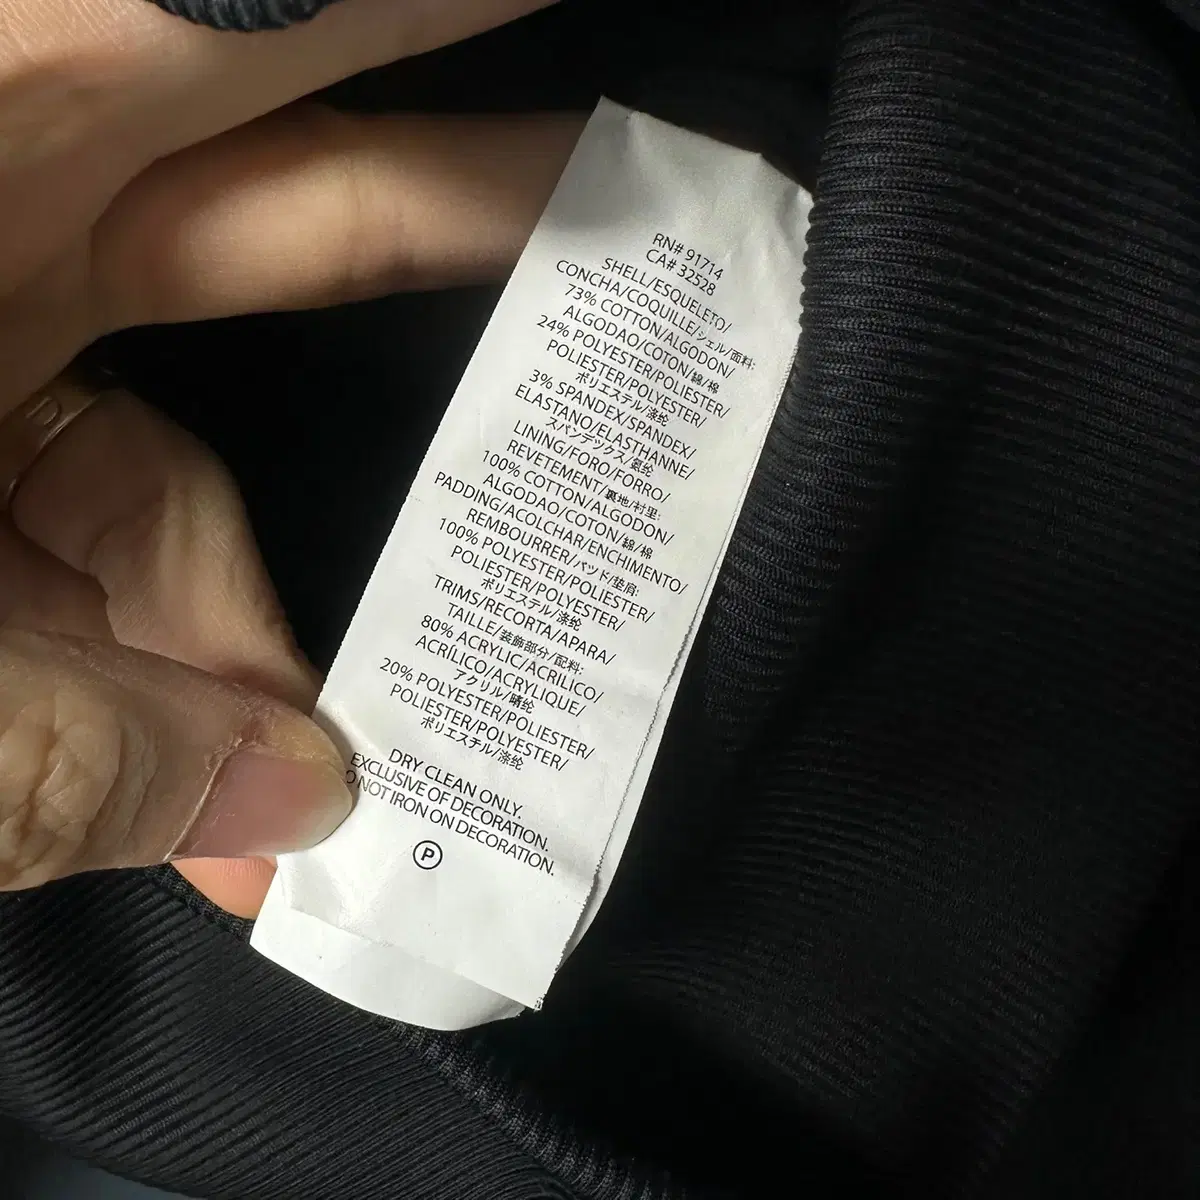 RN# 91714
CA# 32528
SHELL/ESQUELETO/
CONCHA/COQUILLE/シェル/面料:
73% COTTON/ALGODON/
ALGODAO/COTON/綿/棉
24% POLYESTER/POLIESTER/
POLIESTER/POLYESTER/
ポリエステル/涤纶
3% SPANDEX/SPANDEX/
ELASTANO/ELASTHANNE/
スパンデックス/氨纶
LINING/FORO/FORRO/
REVETEMENT/裏地/衬里:
100% COTTON/ALGODON/
ALGODAO/COTON/綿/棉
PADDING/ACOLCHAR/ENCHIMENTO/
REMBOURRER/パッド/垫肩:
100% POLYESTER/POLIESTER/
POLIESTER/POLYESTER/
ポリエステル/涤纶
TRIMS/RECORTA/APARA/
TAILLE/装飾部分/配料:
80% ACRYLIC/ACRILICO/
ACRÍLICO/ACRYLIQUE/
アクリル/晴纶
20% POLYESTER/POLIESTER/
POLIESTER/POLYESTER/
ポリエステル/涤纶
DRY CLEAN ONLY.
EXCLUSIVE OF DECORATION.
O NOT IRON ON DECORATION.
P